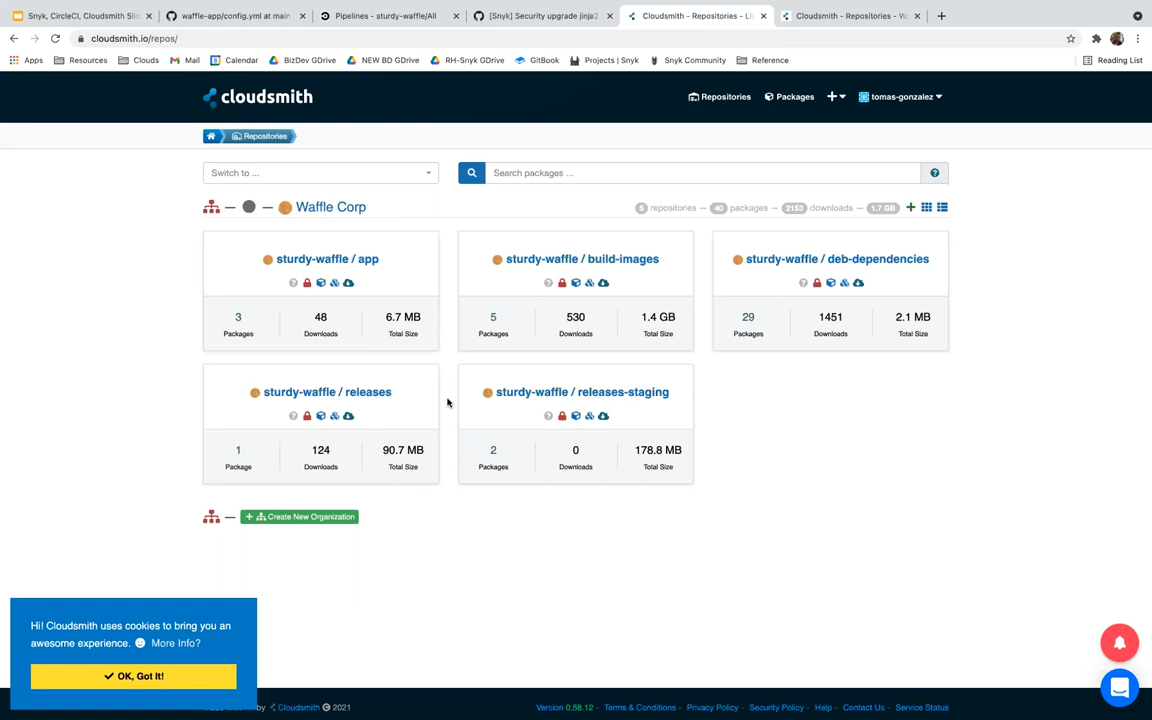 Snyk, CircleCI, Cloudsmith Slic
waffle-app/config.yml at main
Pipelines - sturdy-waffle/All
[Snyk] Security upgrade jinja2
Cloudsmith - Repositories - Li
Cloudsmith - Repositories - W
cloudsmith.io/repos/
Apps
Resources
Clouds
Mail
Calendar
BizDev GDrive
NEW BD GDrive
RH-Snyk GDrive
GitBook
Projects | Snyk
Snyk Community
Reference
Reading List
cloudsmith
Repositories
Packages
tomas-gonzalez
Repositories
Switch to ...
Search packages ...
Waffle Corp
5 repositories — 40 packages — 2153 downloads — 1.7 GB
sturdy-waffle / app
3 48 6.7 MB
Packages Downloads Total Size
sturdy-waffle / build-images
5 530 1.4 GB
Packages Downloads Total Size
sturdy-waffle / deb-dependencies
29 1451 2.1 MB
Packages Downloads Total Size
sturdy-waffle / releases
1 124 90.7 MB
Package Downloads Total Size
sturdy-waffle / releases-staging
2 0 178.8 MB
Packages Downloads Total Size
Create New Organization
Hi! Cloudsmith uses cookies to bring you an
awesome experience. More Info?
OK, Got It!
by Cloudsmith © 2021
Version 0.58.12 - Terms & Conditions - Privacy Policy - Security Policy - Help - Contact Us - Service Status